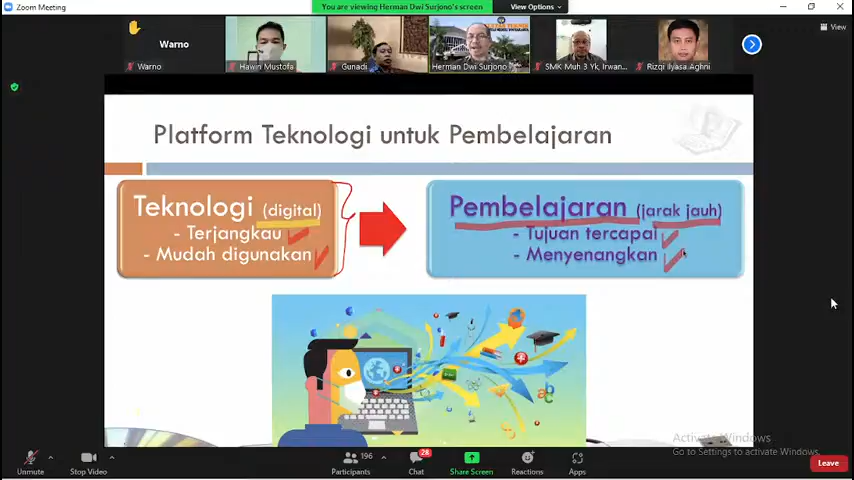 Zoom Meeting
You are viewing Herman Dwi Surjono's screen
View Options
View
Warno
Warno
Hawin Mustofa
Gunadi
Herman Dwi Surjono
SMK Muh 3 Yk, Irwan...
Rizqi Ilyasa Aghni
Platform Teknologi untuk Pembelajaran
Teknologi (digital)
- Terjangkau
- Mudah digunakan
Pembelajaran (jarak jauh)
- Tujuan tercapai
- Menyenangkan
Activate Windows
Go to Settings to activate Windows.
Unmute
Stop Video
Participants
196
Chat
28
Share Screen
Reactions
Apps
Leave